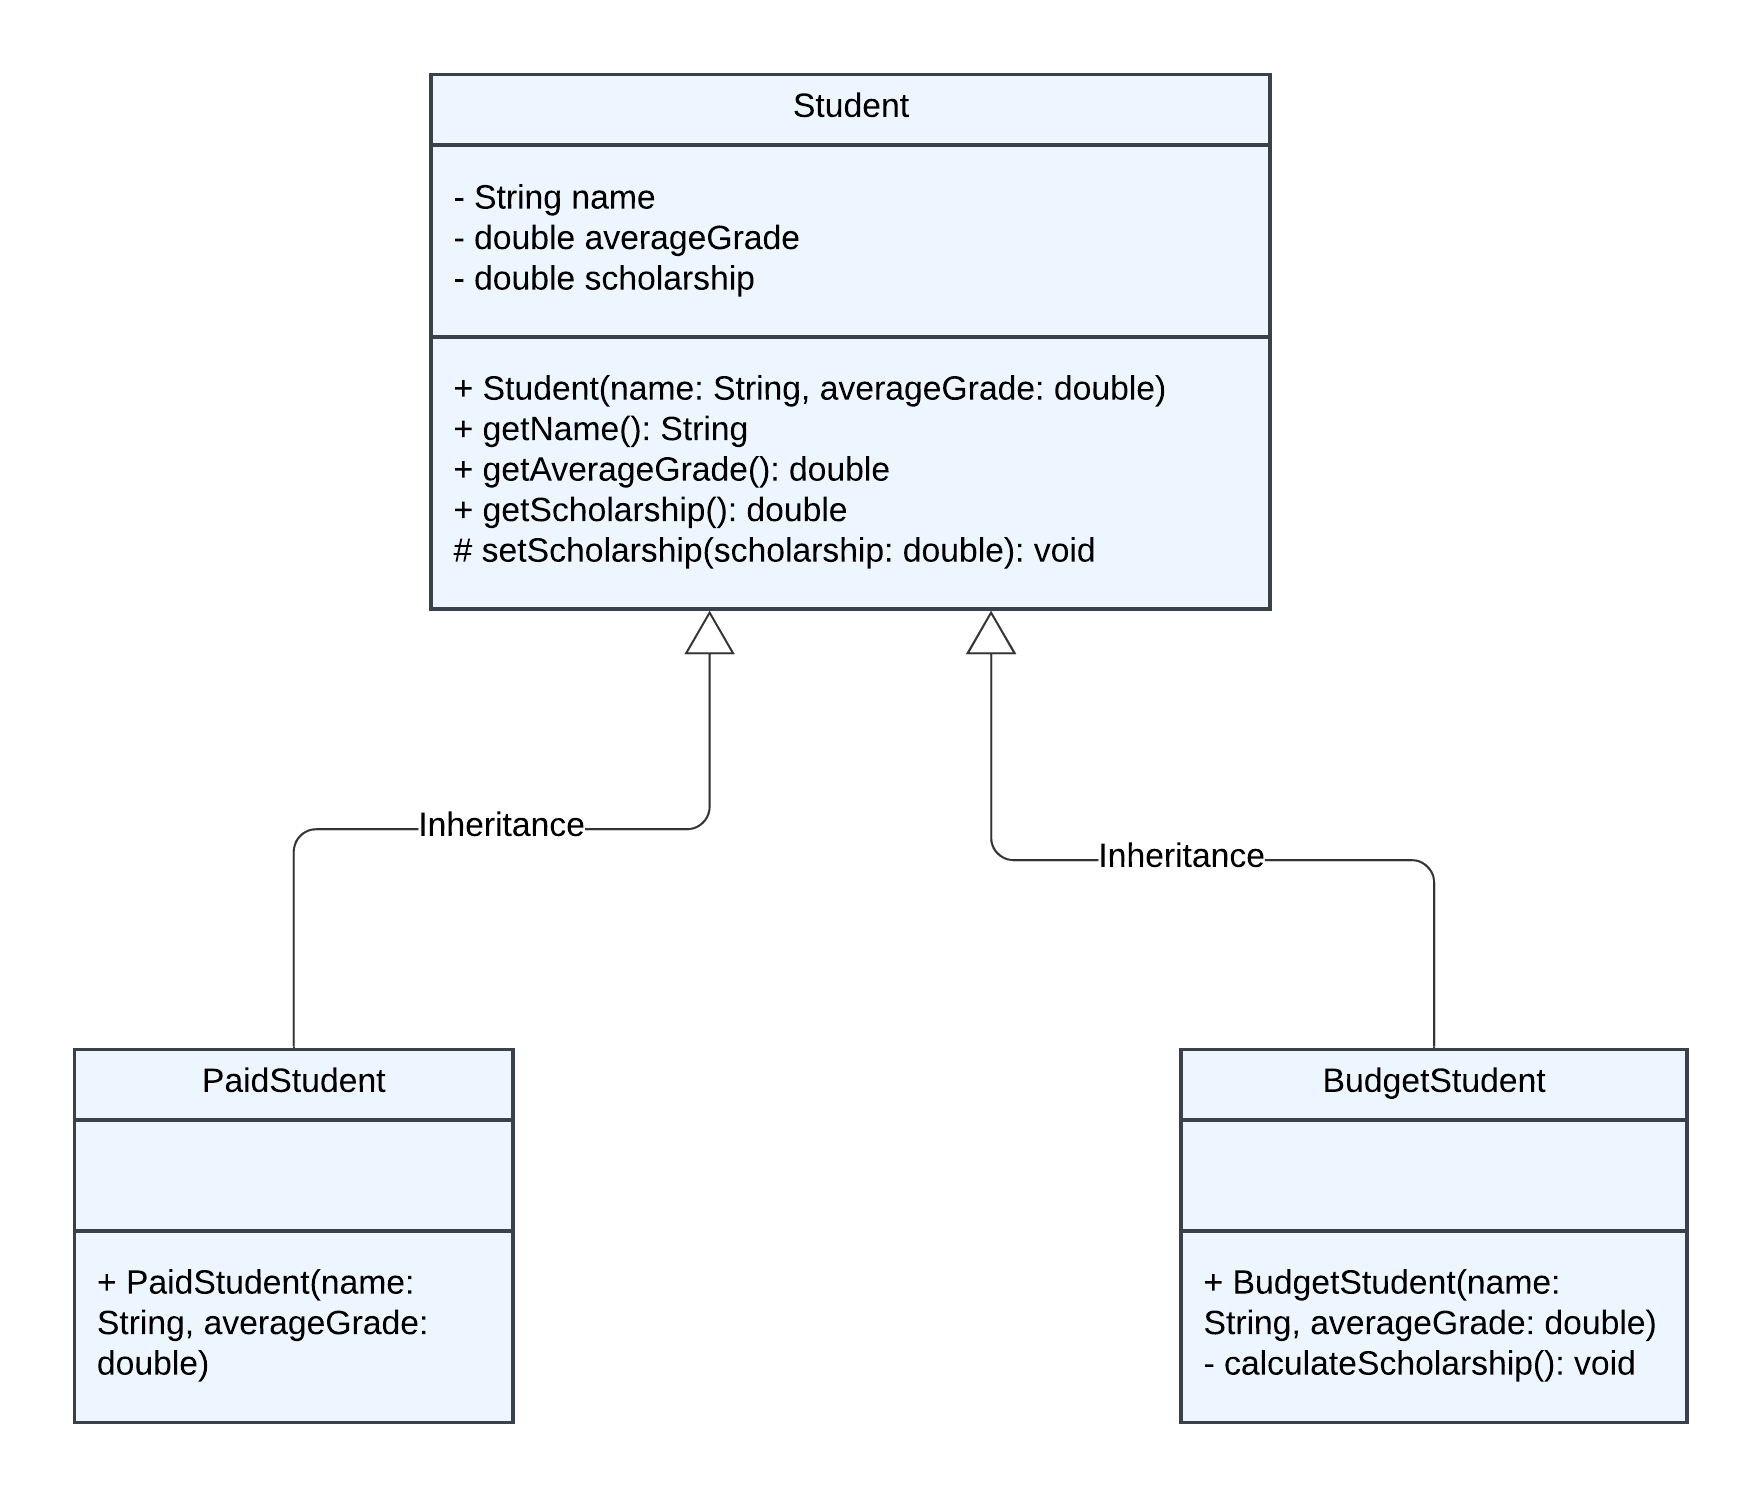 Student
- String name
- double averageGrade
- double scholarship
+ Student(name: String, averageGrade: double)
+ getName(): String
+ getAverageGrade(): double
+ getScholarship(): double
# setScholarship(scholarship: double): void
Inheritance
Inheritance
PaidStudent
+ PaidStudent(name:
String, averageGrade:
double)
BudgetStudent
+ BudgetStudent(name:
String, averageGrade: double)
- calculateScholarship(): void